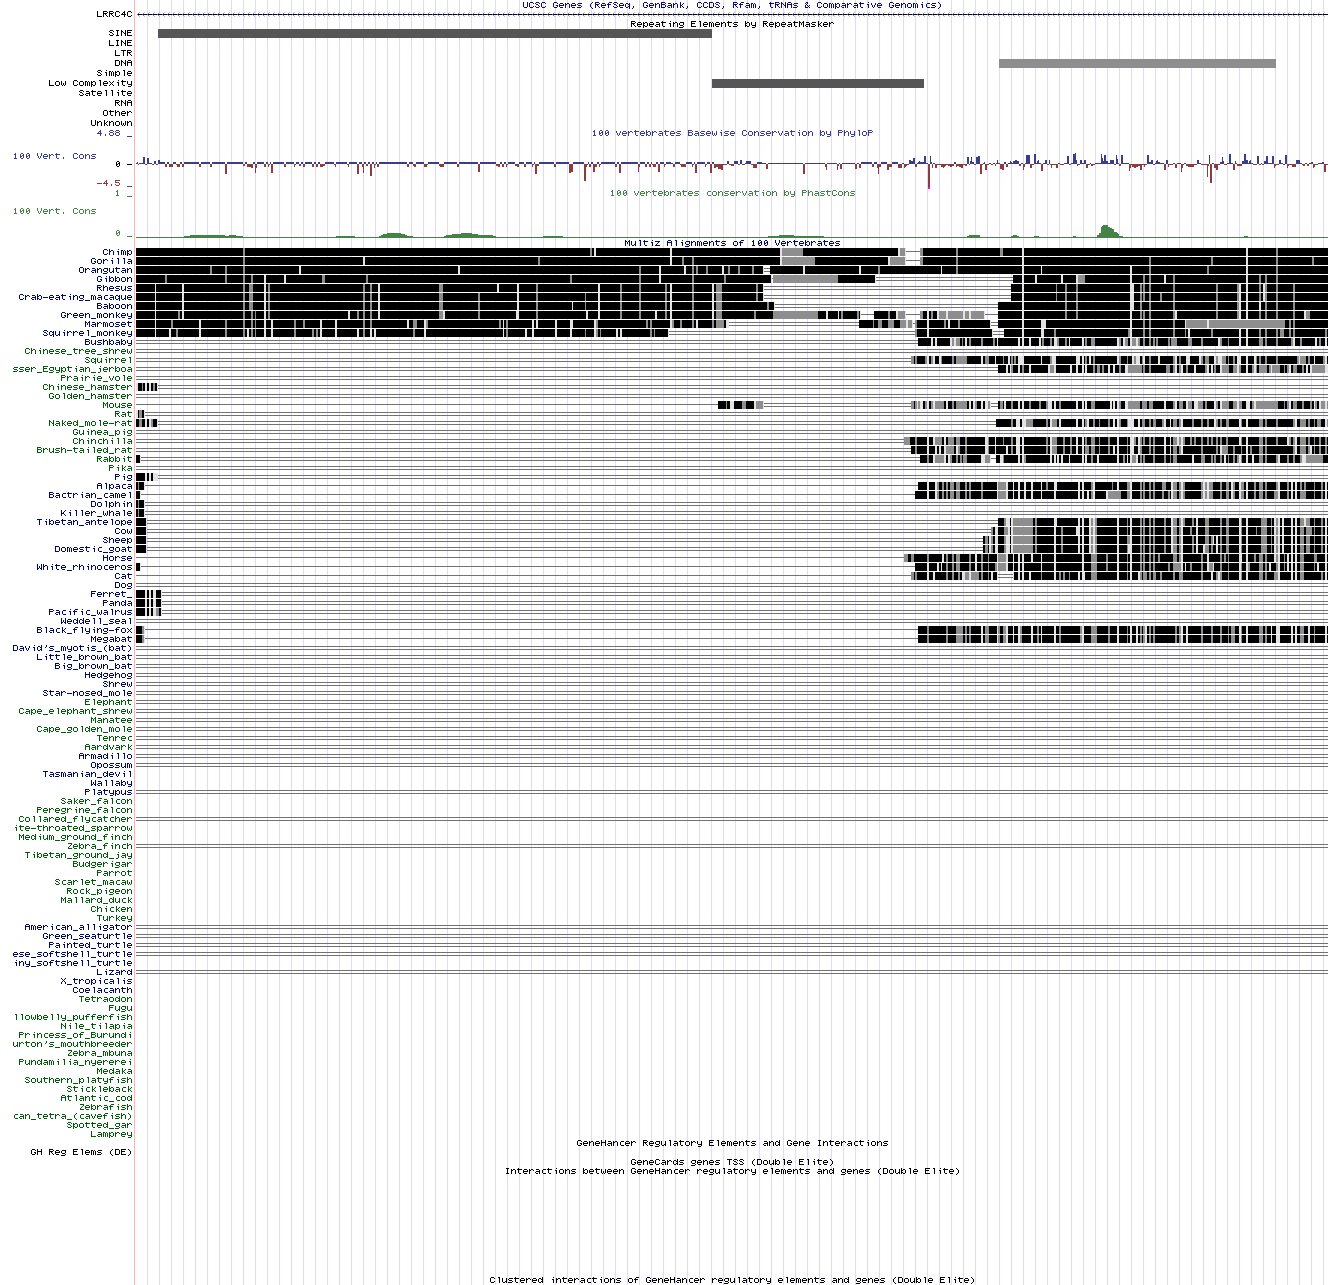 UCSC Genes (RefSeq, GenBank, CCDS, Rfam, tRNAs & Comparative Genomics)
LRRC4C
Repeating Elements by RepeatMasker
SINE
LINE
LTR
DNA
Simple
Low Complexity
Satellite
RNA
Other
Unknown
4.88 _
100 vertebrates Basewise Conservation by PhyloP
100 Vert. Cons
0 _
-4.5 _
1 _
100 vertebrates conservation by PhastCons
100 Vert. Cons
0 _
Multiz Alignments of 100 Vertebrates
Chimp
Gorilla
Orangutan
Gibbon
Rhesus
Crab-eating_macaque
Baboon
Green_monkey
Marmoset
Squirrel_monkey
Bushbaby
Chinese_tree_shrew
Squirrel
sser_Egyptian_jerboa
Prairie_vole
Chinese_hamster
Golden_hamster
Mouse
Rat
Naked_mole-rat
Guinea_pig
Chinchilla
Brush-tailed_rat
Rabbit
Pika
Pig
Alpaca
Bactrian_camel
Dolphin
Killer_whale
Tibetan_antelope
Cow
Sheep
Domestic_goat
Horse
White_rhinoceros
Cat
Dog
Ferret_
Panda
Pacific_walrus
Weddell_seal
Black_flying-fox
Megabat
David's_myotis_(bat)
Little_brown_bat
Big_brown_bat
Hedgehog
Shrew
Star-nosed_mole
Elephant
Cape_elephant_shrew
Manatee
Cape_golden_mole
Tenrec
Aardvark
Armadillo
Opossum
Tasmanian_devil
Wallaby
Platypus
Saker_falcon
Peregrine_falcon
Collared_flycatcher
ite-throated_sparrow
Medium_ground_finch
Zebra_finch
Tibetan_ground_jay
Budgerigar
Parrot
Scarlet_macaw
Rock_pigeon
Mallard_duck
Chicken
Turkey
American_alligator
Green_seaturtle
Painted_turtle
ese_softshell_turtle
iny_softshell_turtle
Lizard
X_tropicalis
Coelacanth
Tetraodon
Fugu
llowbelly_pufferfish
Nile_tilapia
Princess_of_Burundi
urton's_mouthbreeder
Zebra_mbuna
Pundamilia_nyererei
Medaka
Southern_platyfish
Stickleback
Atlantic_cod
Zebrafish
can_tetra_(cavefish)
Spotted_gar
Lamprey
GeneHancer Regulatory Elements and Gene Interactions
GH Reg Elems (DE)
GeneCards genes TSS (Double Elite)
Interactions between GeneHancer regulatory elements and genes (Double Elite)
Clustered interactions of GeneHancer regulatory elements and genes (Double Elite)